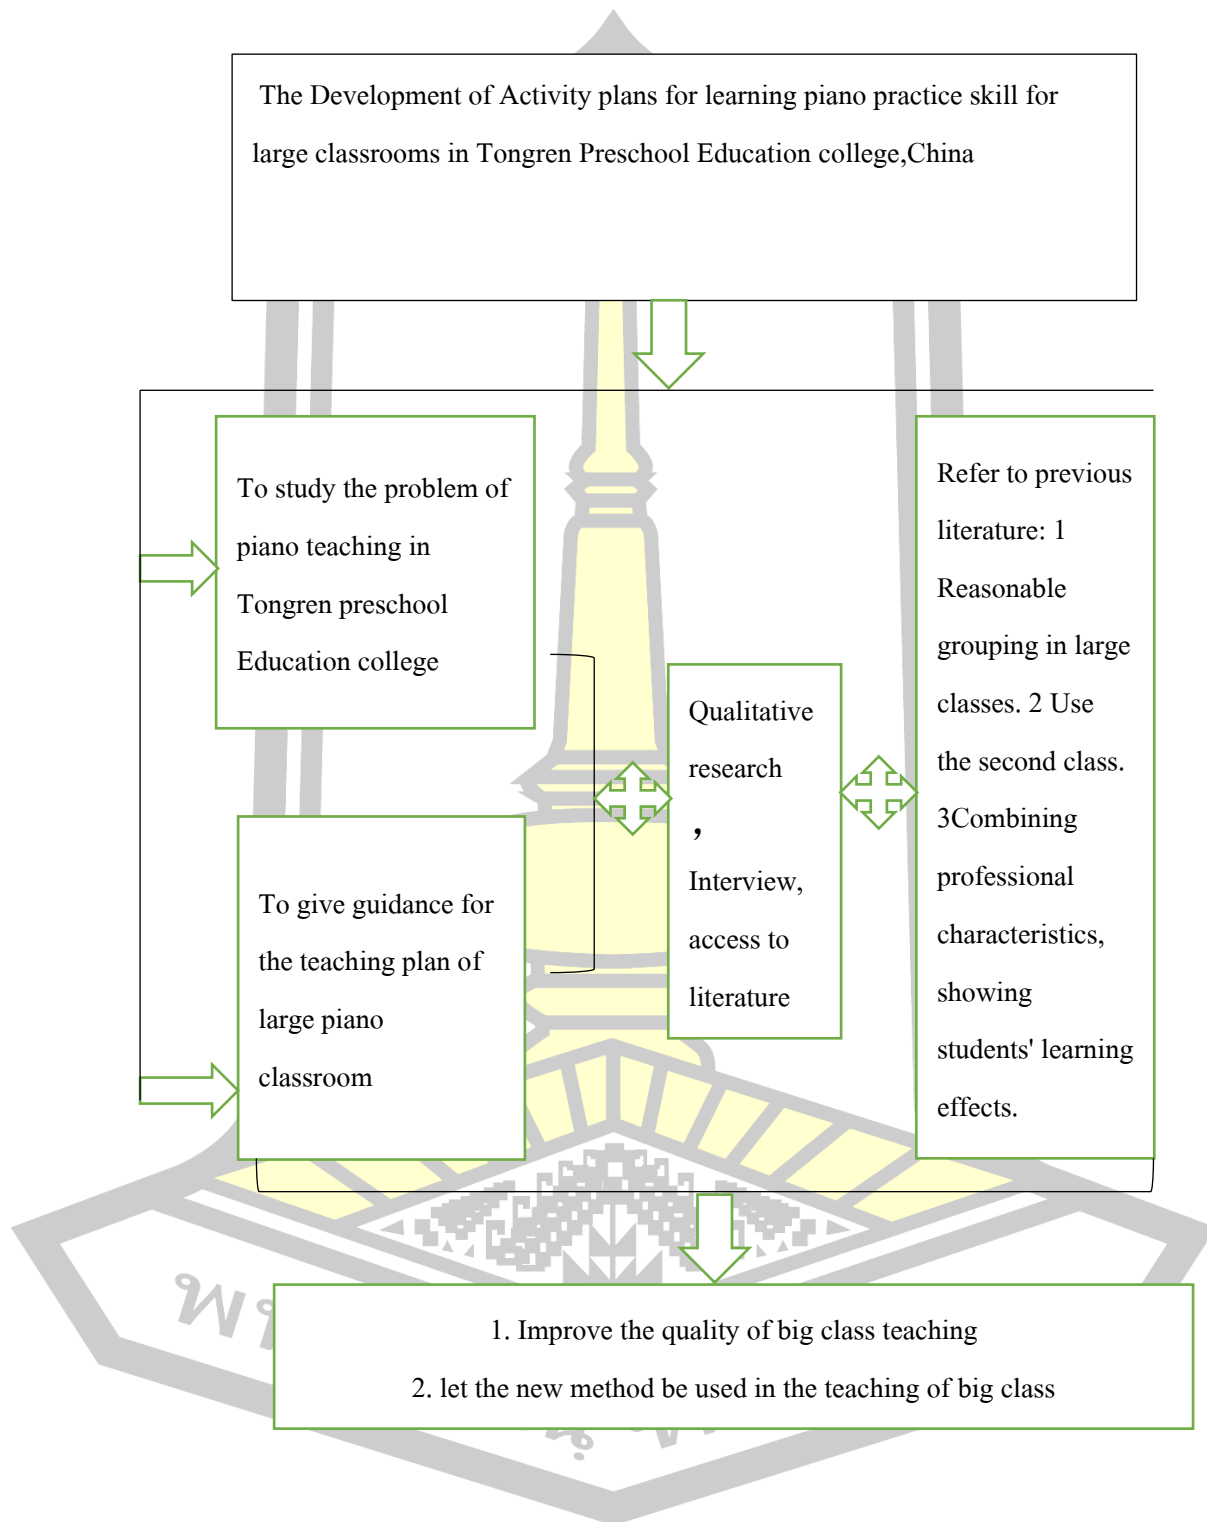 The Development of Activity plans for learning piano practice skill for
large classrooms in Tongren Preschool Education college,China
To study the problem of
piano teaching in
Tongren preschool
Education college
To give guidance for
the teaching plan of
large piano
classroom
Qualitative
research
，
Interview,
access to
literature
Refer to previous
literature: 1
Reasonable
grouping in large
classes. 2 Use
the second class.
3Combining
professional
characteristics,
showing
students' learning
effects.
1. Improve the quality of big class teaching
2. let the new method be used in the teaching of big class